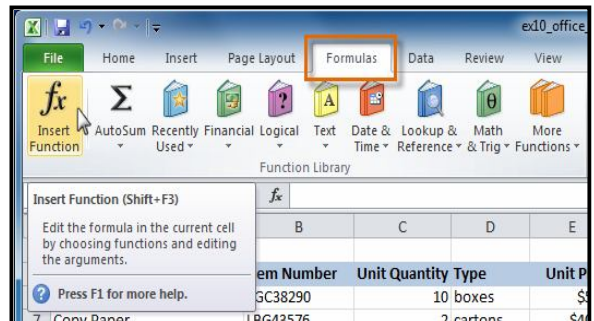 ex10_office_
File Home Insert Page Layout Formulas Data Review View
fx Σ ? A θ
Insert Function AutoSum Recently Used Financial Logical Text Date & Time Lookup & Reference Math & Trig More Functions
Function Library
Insert Function (Shift+F3) fx
Edit the formula in the current cell
by choosing functions and editing
the arguments.
Press F1 for more help.
B C D E
em Number Unit Quantity Type Unit P
GC38290 10 boxes
7 Copy Paper LBG43576 2 cartons $40